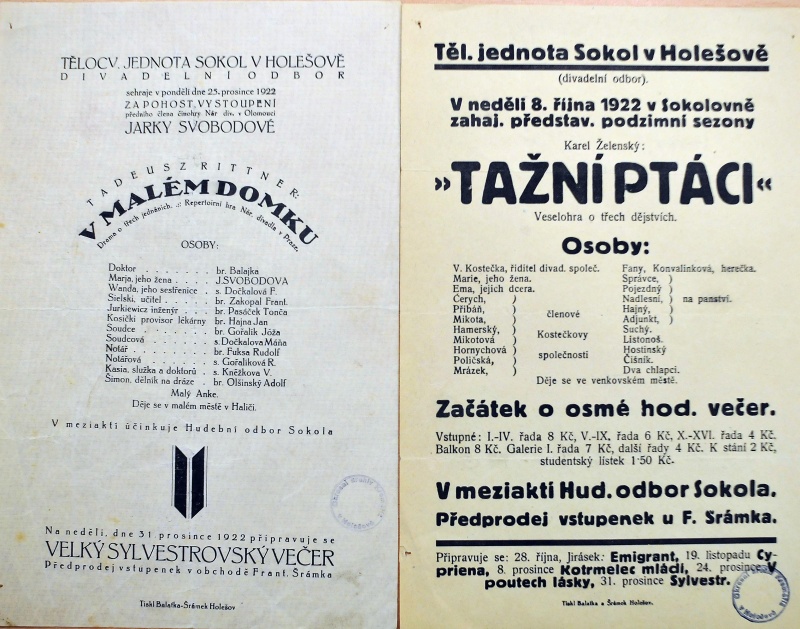 TĚLOCV. JEDNOTA SOKOL V HOLEŠOVĚ
DIVADELNÍ ODBOR
sehraje v pondělí dne 25. prosince 1922
ZA POHOST. VYSTOUPENÍ
předního člena činohry Nár. div. v Olomouci
JARKY SVOBODOVÉ
TADEUSZ RITTNER:
V MALÉM DOMKU
Drama o třech jednáních. .: Repertoirní hra Nár. divadla v Praze.
OSOBY:
Doktor . . . . . . . br. Balajka
Marja, jeho žena . . . . J. SVOBODOVA
Wanda, jeho sestřenice . s. Dočkalová F.
Sielski, učitel . . . . . br. Zakopal Frant.
Jurkiewicz inženýr . . br. Pasáček Tonča
Kosički provisor lékárny br. Hajna Jan
Soudce . . . . . . br. Gořalík Jóža
Soudcová . . . . . s. Dočkalova Máňa
Notář . . . . . . . br. Fuksa Rudolf
Notářová . . . . . s. Gořalíková R.
Kasia, služka a doktorů . s. Kněžkova V.
Šimon, dělník na dráze . br. Olšinský Adolf
Malý Anke.
Děje se v malém městě v Haliči.
V meziaktí účinkuje Hudební odbor Sokola
Na neděli, dne 31. prosince 1922 připravuje se
VELKÝ SYLVESTROVSKÝ VEČER
Předprodej vstupenek v obchodě Frant. Šrámka
Tiskl Balatka-Šrámek Holešov
Těl. jednota Sokol v Holešově
(divadelní odbor).
V neděli 8. října 1922 v Sokolovně
zahaj. představ. podzimní sezony
Karel Želenský:
»TAŽNÍ PTÁCI«
Veselohra o třech dějstvích.
Osoby:
V. Kostečka, řiditel divad. společ.
Marie, jeho žena.
Ema, jejich dcera.
Čerych, )
Přibáň, )
Mikota, ) členové
Hamerský, )
Mikotová ) Kostečkovy
Hornychová )
Poličská, ) společnosti
Mrázek, )
Fany, Konvalinková, herečka.
Správce, )
Pojezdný )
Nadlesní, ) na panství.
Hajný, )
Adjunkt, )
Suchý.
Listonoš.
Hostinský
Číšník.
Dva chlapci.
Děje se ve venkovském městě.
Začátek o osmé hod. večer.
Vstupné: I.-IV. řada 8 Kč, V.-IX. řada 6 Kč, X.-XVI. řada 4 Kč.
Balkon 8 Kč. Galerie I. řada 7 Kč, další řady 4 Kč. K stání 2 Kč,
studentský lístek 1·50 Kč.
V meziaktí Hud. odbor Sokola.
Předprodej vstupenek u F. Šrámka.
Připravuje se: 28. října, Jirásek: Emigrant, 19. listopadu Cy-
priena, 8. prosince Kotrmelec mládí, 24. prosince V
poutech lásky, 31. prosince Sylvestr.
Tiskl Balatka a Šrámek Holešov.